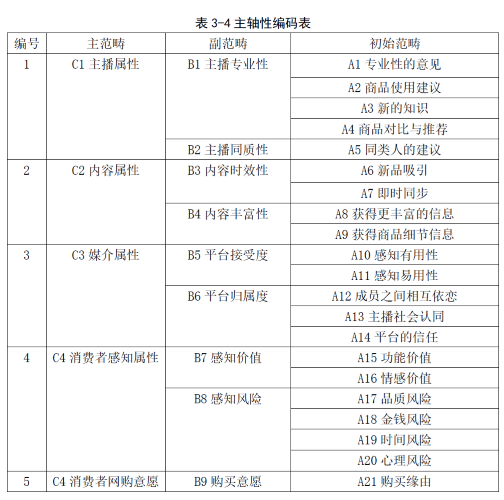 表 3-4 主轴性编码表
编号 主范畴 副范畴 初始范畴
1 C1 主播属性 B1 主播专业性 A1 专业性的意见
A2 商品使用建议
A3 新的知识
A4 商品对比与推荐
B2 主播同质性 A5 同类人的建议
2 C2 内容属性 B3 内容时效性 A6 新品吸引
A7 即时同步
B4 内容丰富性 A8 获得更丰富的信息
A9 获得商品细节信息
3 C3 媒介属性 B5 平台接受度 A10 感知有用性
A11 感知易用性
B6 平台归属度 A12 成员之间相互依恋
A13 主播社会认同
A14 平台的信任
4 C4 消费者感知属性 B7 感知价值 A15 功能价值
A16 情感价值
B8 感知风险 A17 品质风险
A18 金钱风险
A19 时间风险
A20 心理风险
5 C4 消费者网购意愿 B9 购买意愿 A21 购买缘由